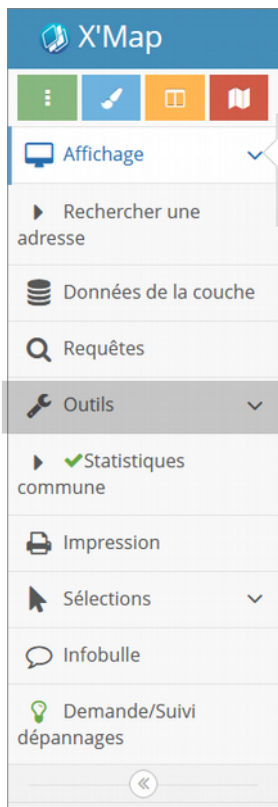 X'Map
Affichage
Rechercher une
adresse
Données de la couche
Requêtes
Outils
Statistiques
commune
Impression
Sélections
Infobulle
Demande/Suivi
dépannages